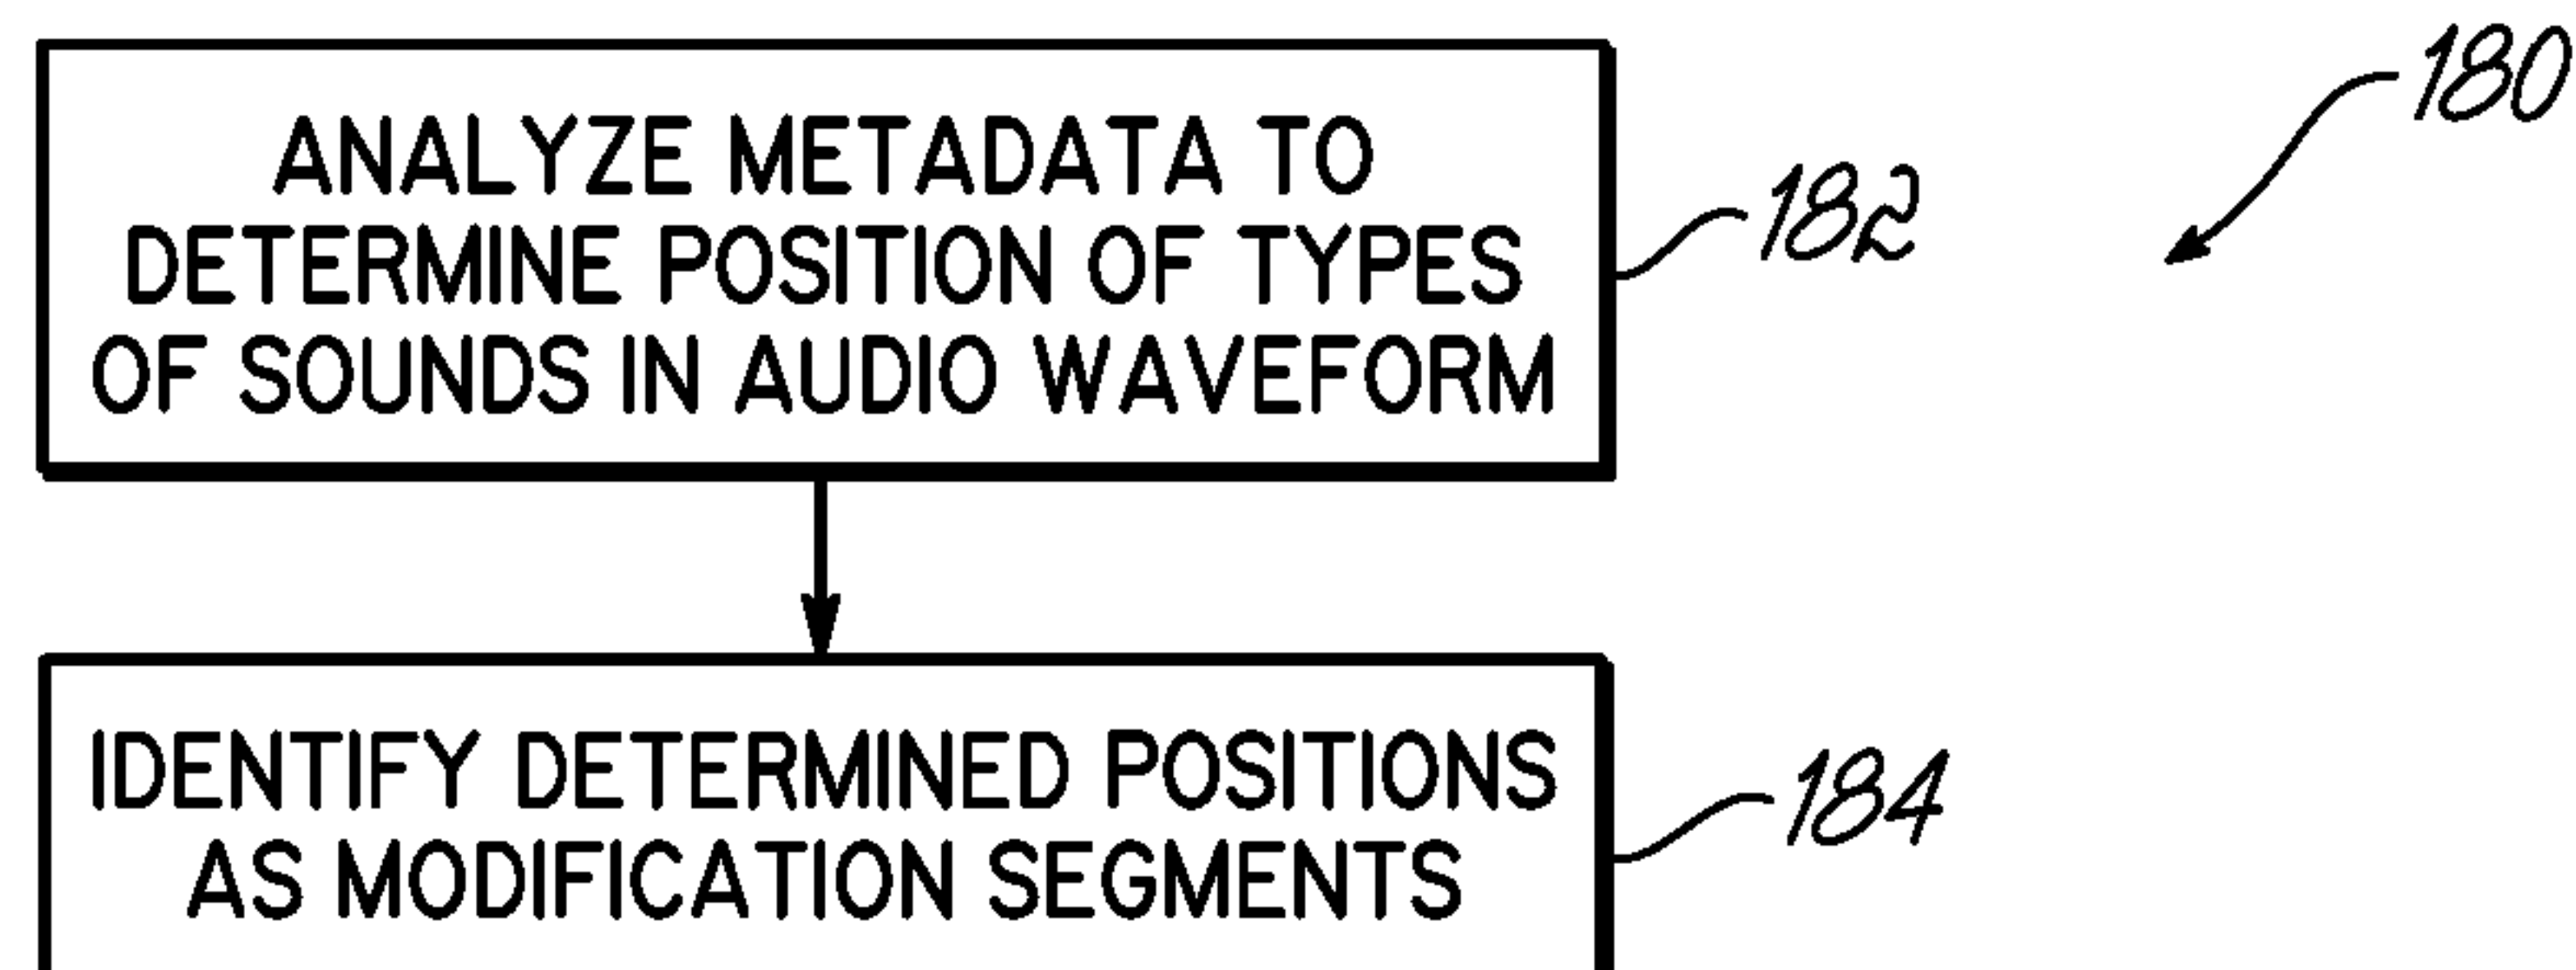 180
ANALYZE METADATA TO
DETERMINE POSITION OF TYPES
OF SOUNDS IN AUDIO WAVEFORM
182
IDENTIFY DETERMINED POSITIONS
AS MODIFICATION SEGMENTS
184